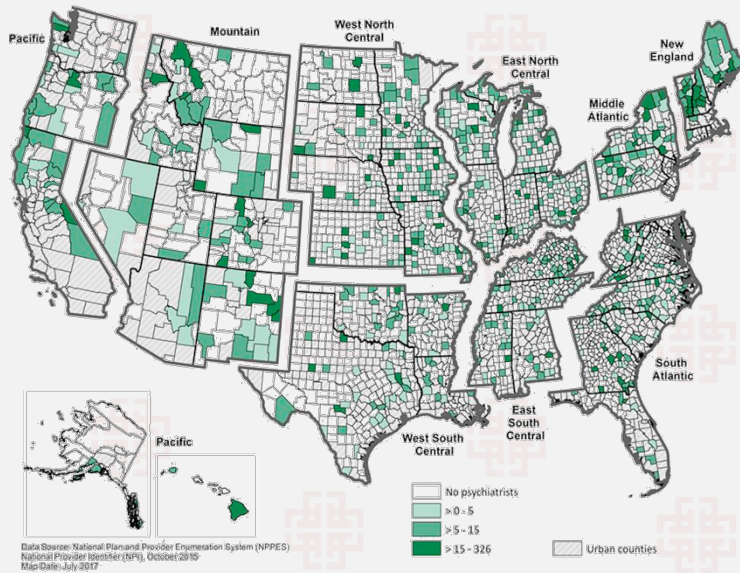 Pacific
Mountain
West North
Central
East North
Central
New
England
Middle
Atlantic
South
Atlantic
East
South
Central
West South
Central
Pacific
No psychiatrists
> 0 - 5
> 5 - 15
> 15 - 326
Urban counties
Data Source: National Plan and Provider Enumeration System (NPPES)
National Provider Identifier (NPI), October 2015
Map Date: July 2017